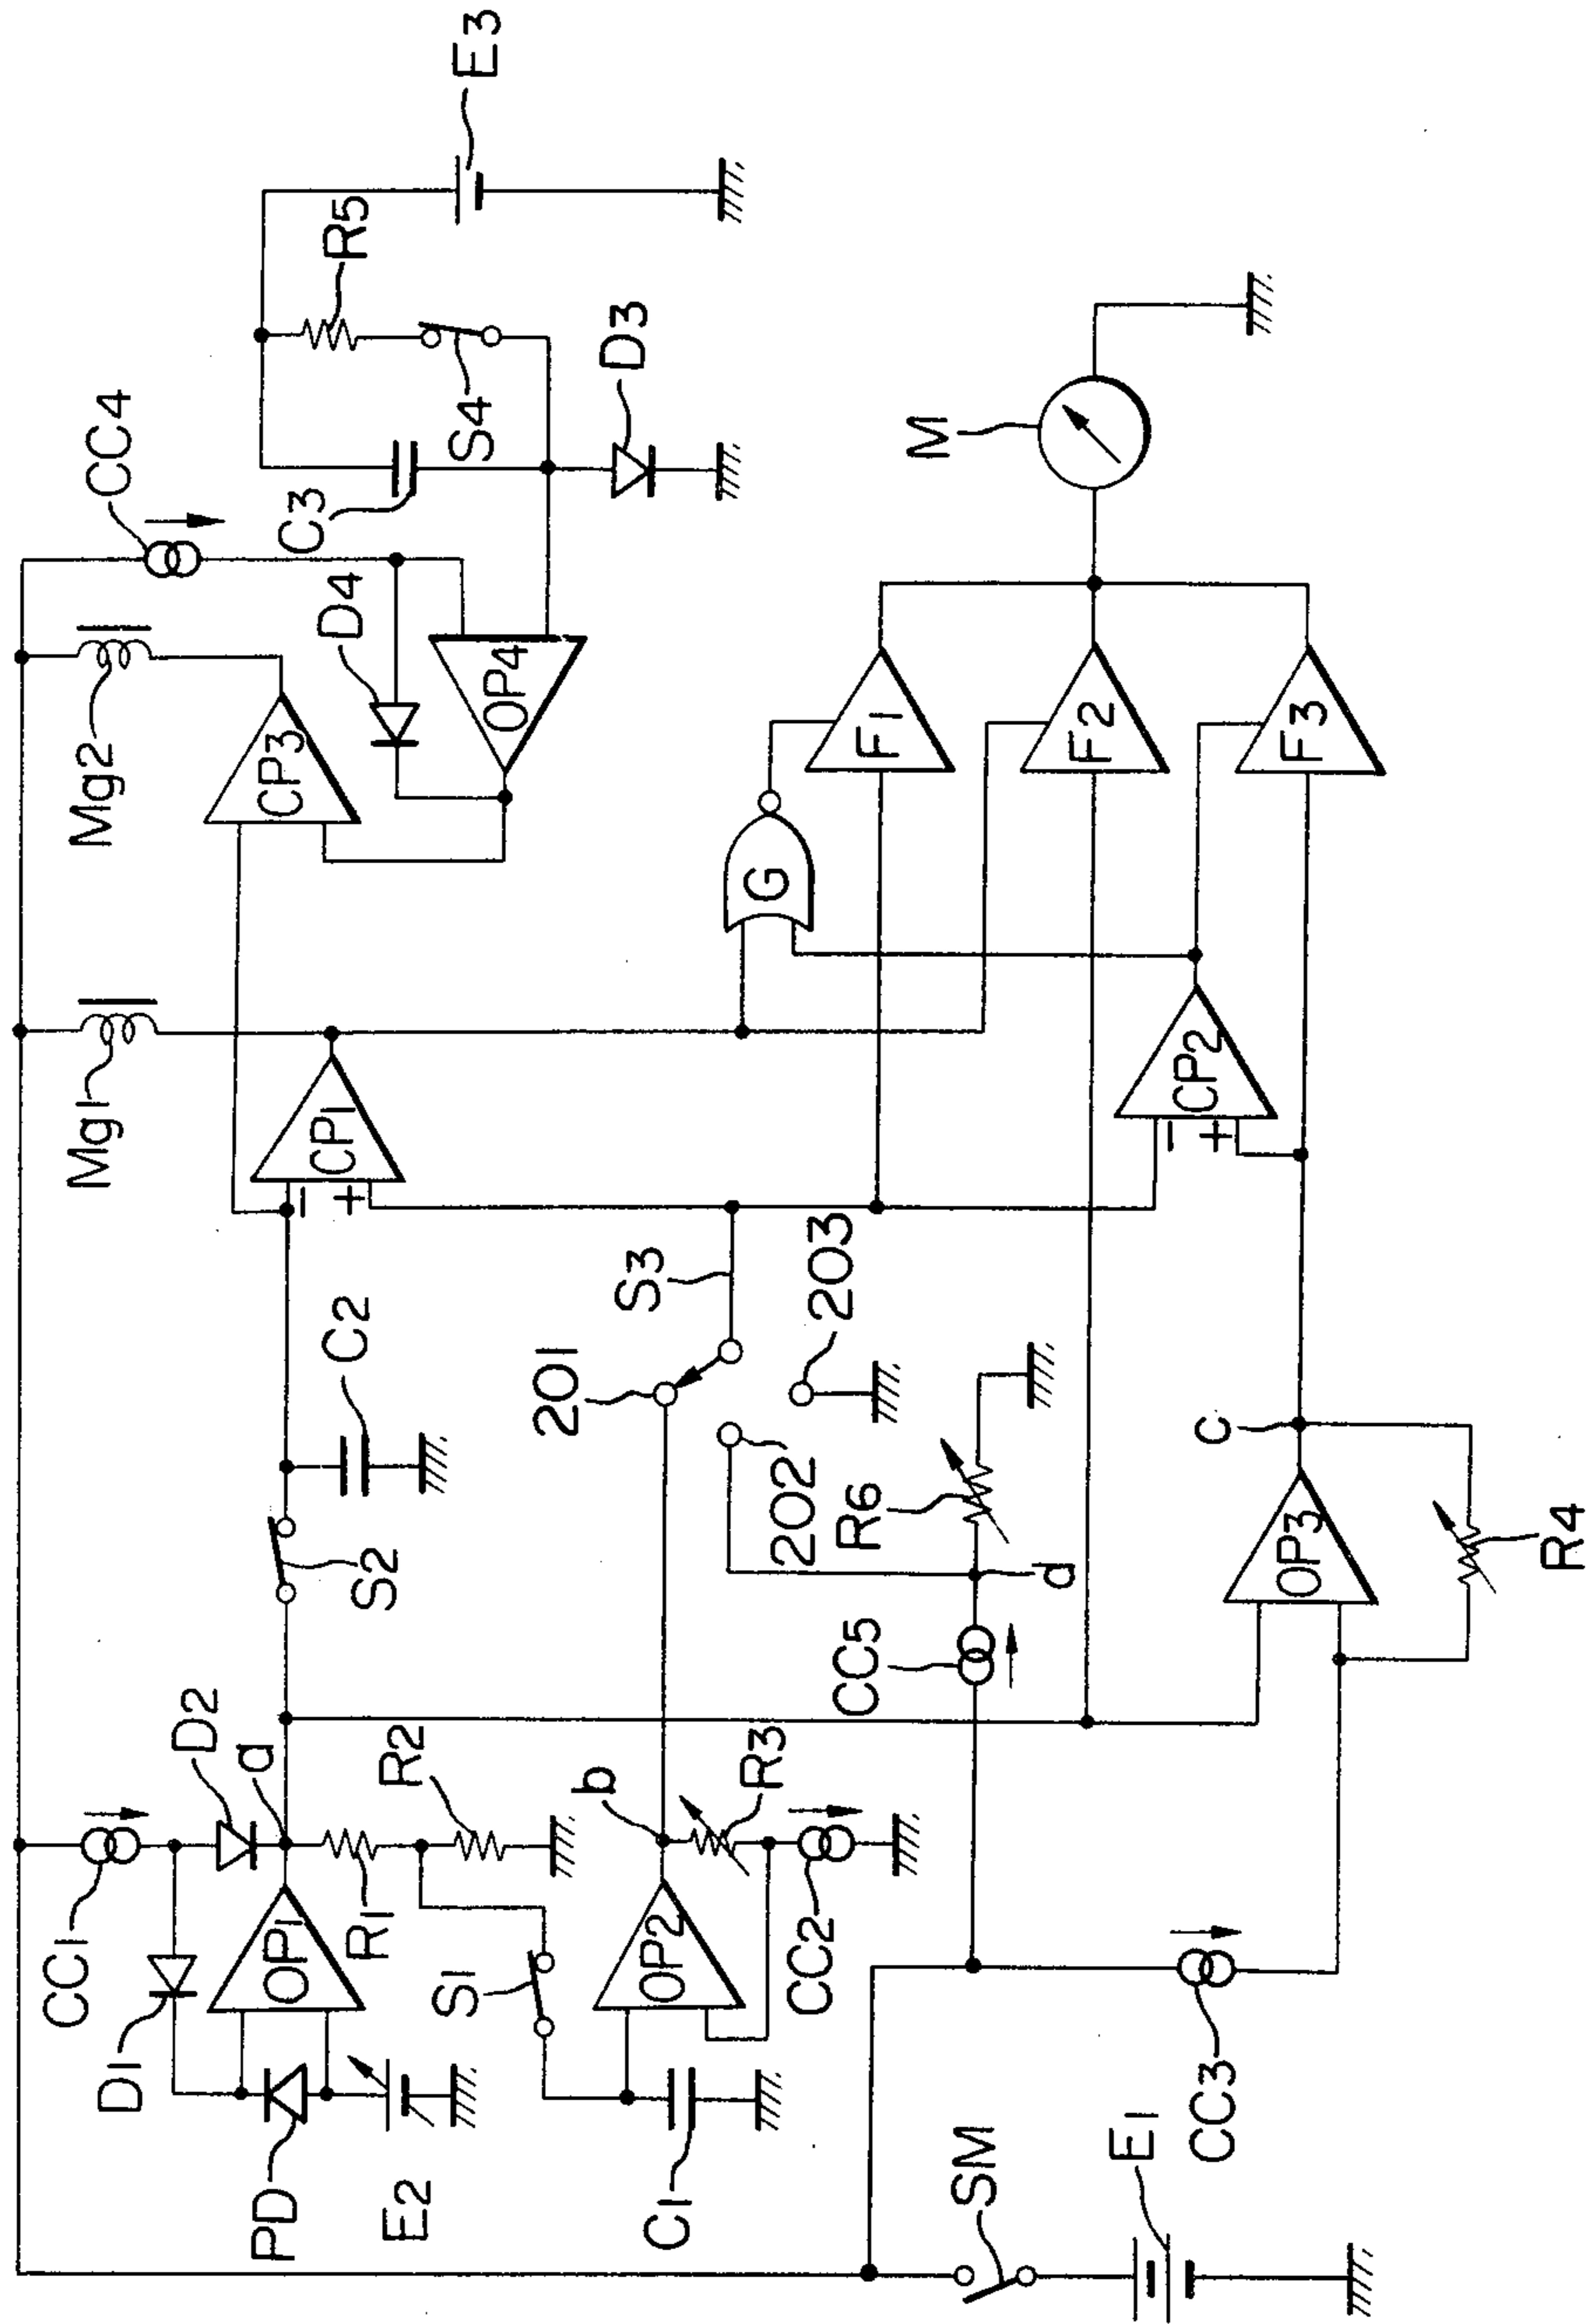 E3
R5
CC4
S4
D3
C3
M
D4
Mg2
OP4
CP3
F1
F2
F3
G
Mg1
CP1
CP2
-
+
-
+
S3
203
C2
201
C
202
R6
S2
d
OP3
R4
CC5
D2
a
R2
b
R3
CC1
R1
OP1
S1
OP2
CC2
D1
PD
E2
C1
SM
E1
CC3